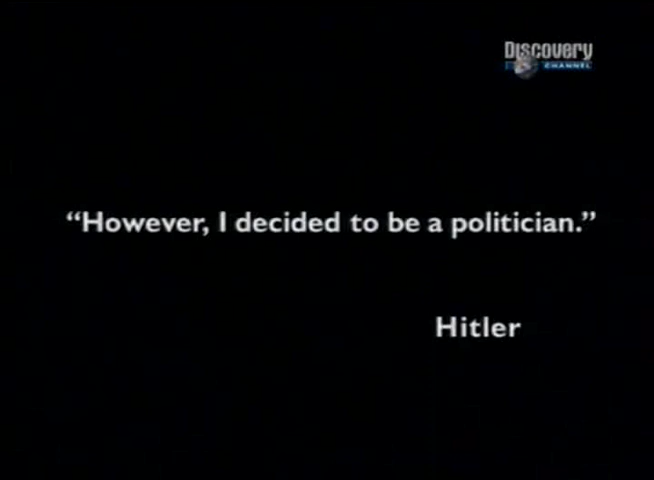 Discovery
CHANNEL
“However, I decided to be a politician.”
Hitler